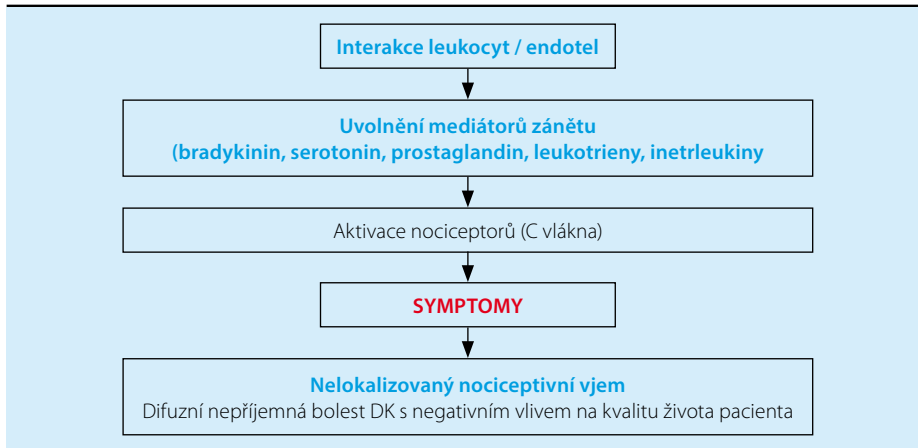 Interakce leukocyt / endotel
Uvolnění mediátorů zánětu
(bradykinin, serotonin, prostaglandin, leukotrieny, inetrleukiny
Aktivace nociceptorů (C vlákna)
SYMPTOMY
Nelokalizovaný nociceptivní vjem
Difuzní nepříjemná bolest DK s negativním vlivem na kvalitu života pacienta